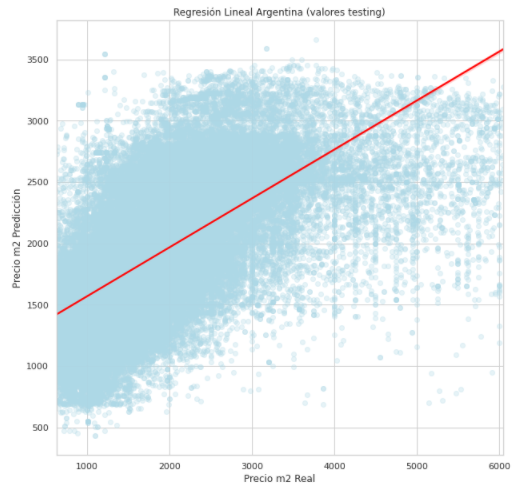 Regresión Lineal Argentina (valores testing)
Precio m2 Predicción
3500
3000
2500
2000
1500
1000
500
1000 2000 3000 4000 5000 6000
Precio m2 Real